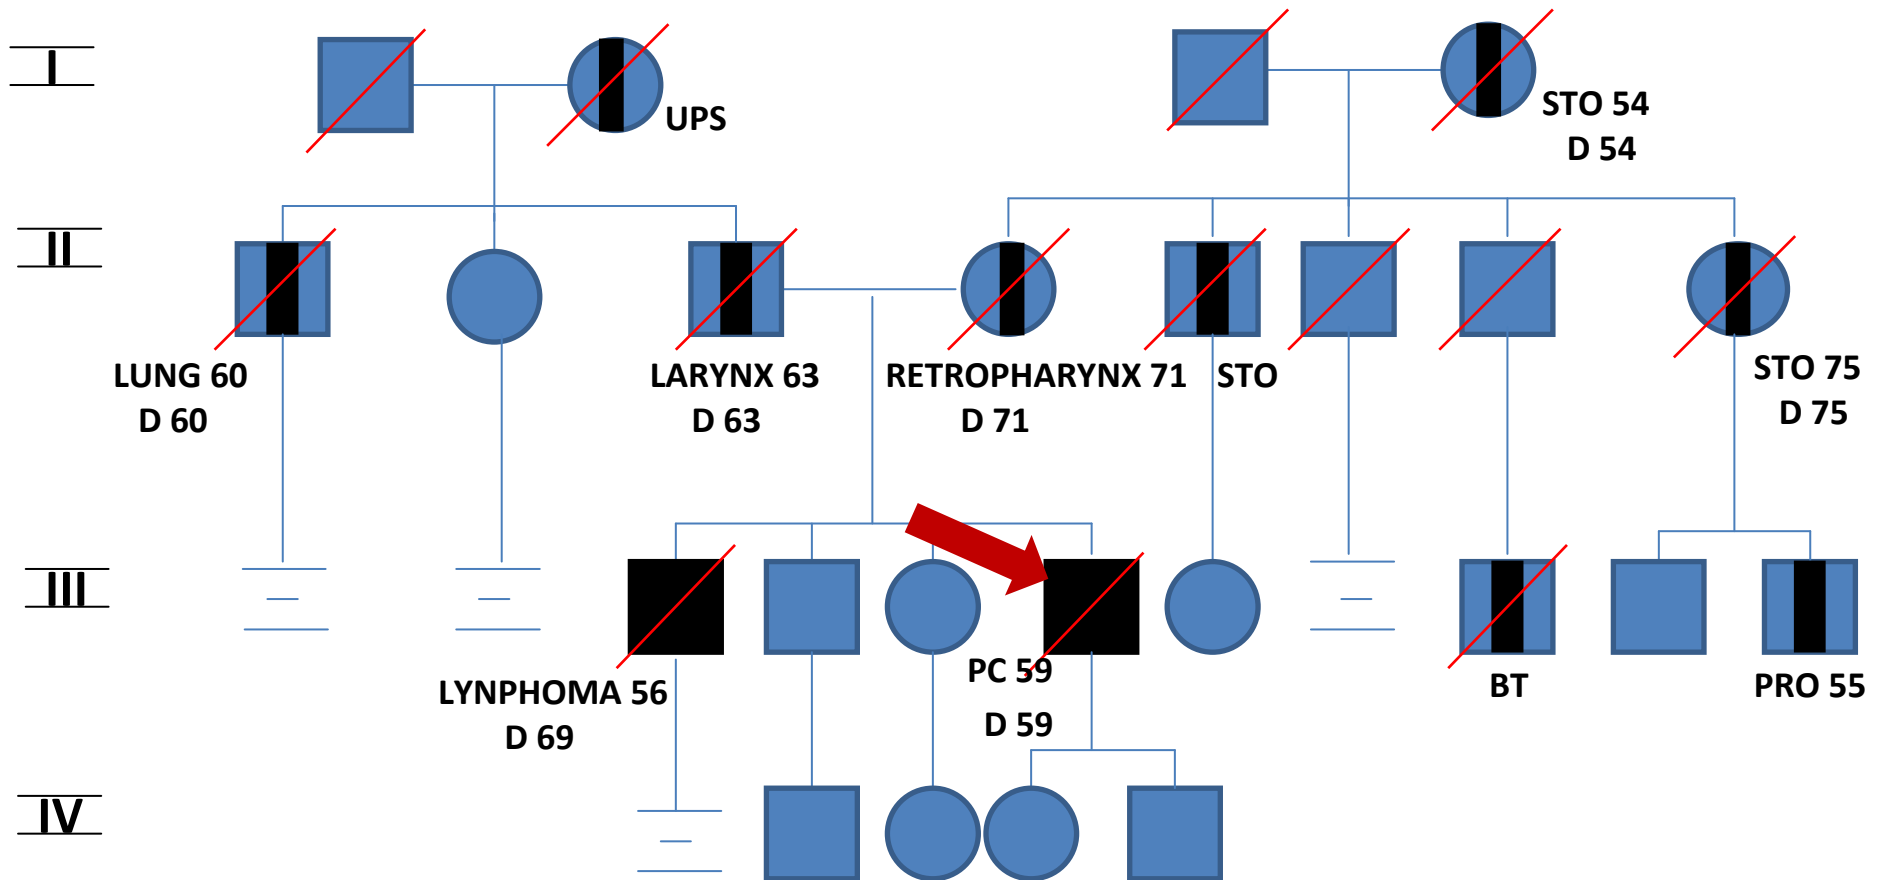 I
UPS
STO 54
D 54
II
LUNG 60
D 60
LARYNX 63
D 63
RETROPHARYNX 71
D 71
STO
STO 75
D 75
III
LYNPHOMA 56
D 69
PC 59
D 59
BT
PRO 55
IV